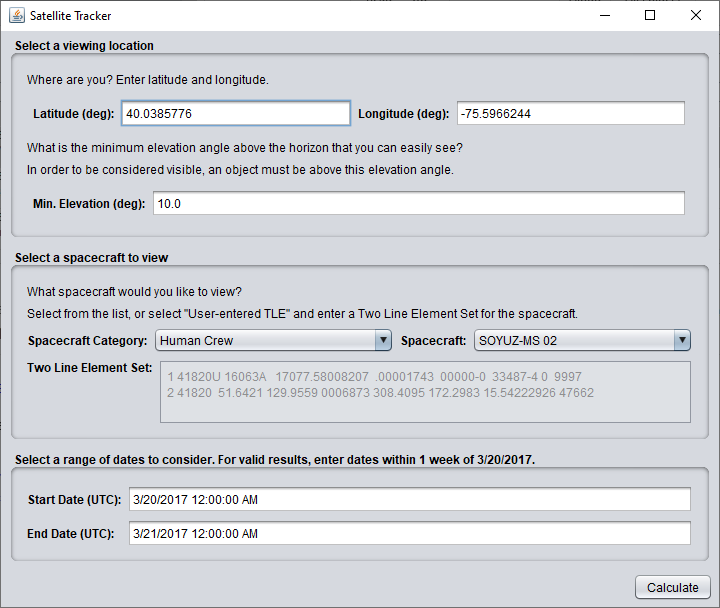 Satellite Tracker
Select a viewing location
Where are you? Enter latitude and longitude.
Latitude (deg): 40.0385776 Longitude (deg): -75.5966244
What is the minimum elevation angle above the horizon that you can easily see?
In order to be considered visible, an object must be above this elevation angle.
Min. Elevation (deg): 10.0
Select a spacecraft to view
What spacecraft would you like to view?
Select from the list, or select "User-entered TLE" and enter a Two Line Element Set for the spacecraft.
Spacecraft Category: Human Crew Spacecraft: SOYUZ-MS 02
Two Line Element Set: 1 41820U 16063A   17077.58008207  .00001743  00000-0  33487-4 0  9997
2 41820  51.6421 129.9559 0006873 308.4095 172.2983 15.54222926 47662
Select a range of dates to consider. For valid results, enter dates within 1 week of 3/20/2017.
Start Date (UTC): 3/20/2017 12:00:00 AM
End Date (UTC): 3/21/2017 12:00:00 AM
Calculate